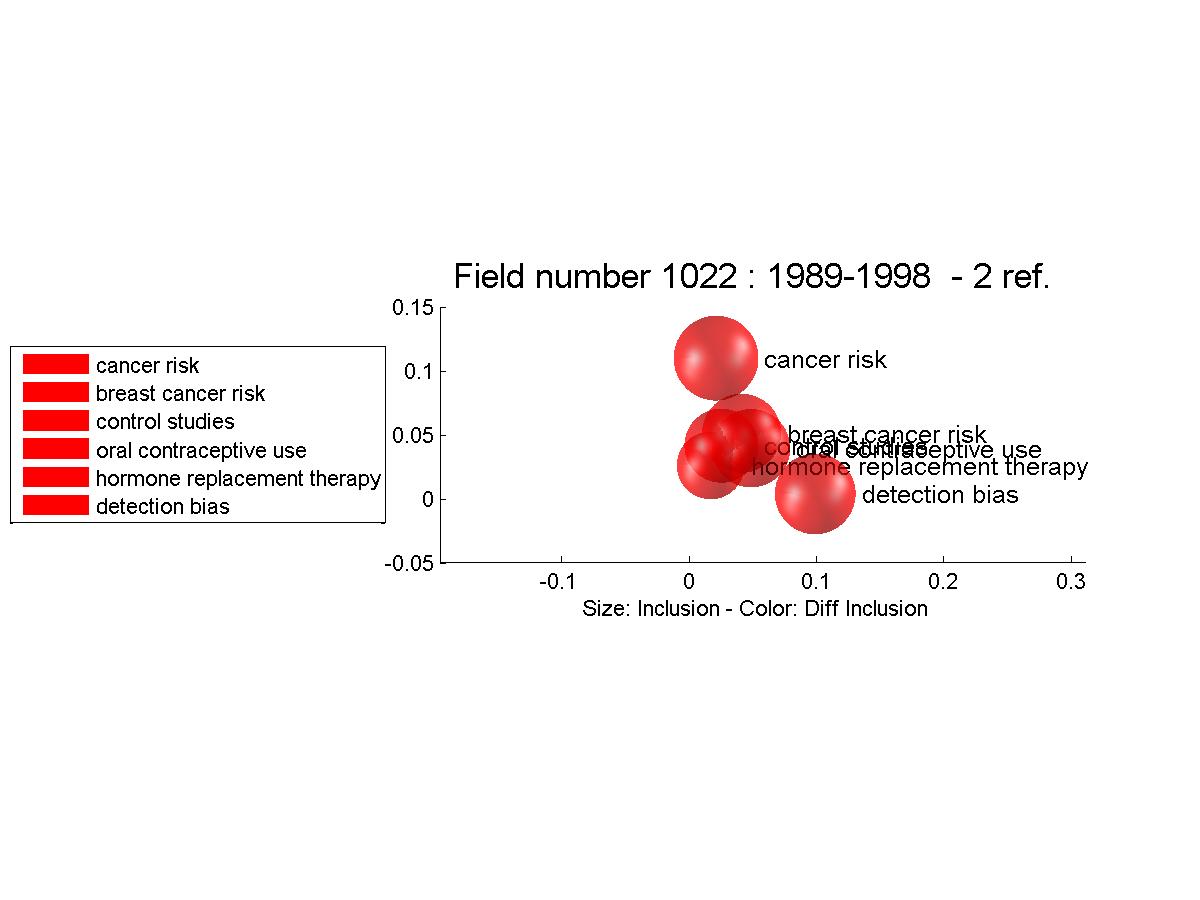 Field number 1022 : 1989-1998 - 2 ref.
cancer risk
breast cancer risk
control studies
oral contraceptive use
hormone replacement therapy
detection bias
0.15
0.1
0.05
0
-0.05
cancer risk
breast cancer risk
control studies
oral contraceptive use
hormone replacement therapy
detection bias
-0.1
0
0.1
0.2
0.3
Size: Inclusion - Color: Diff Inclusion